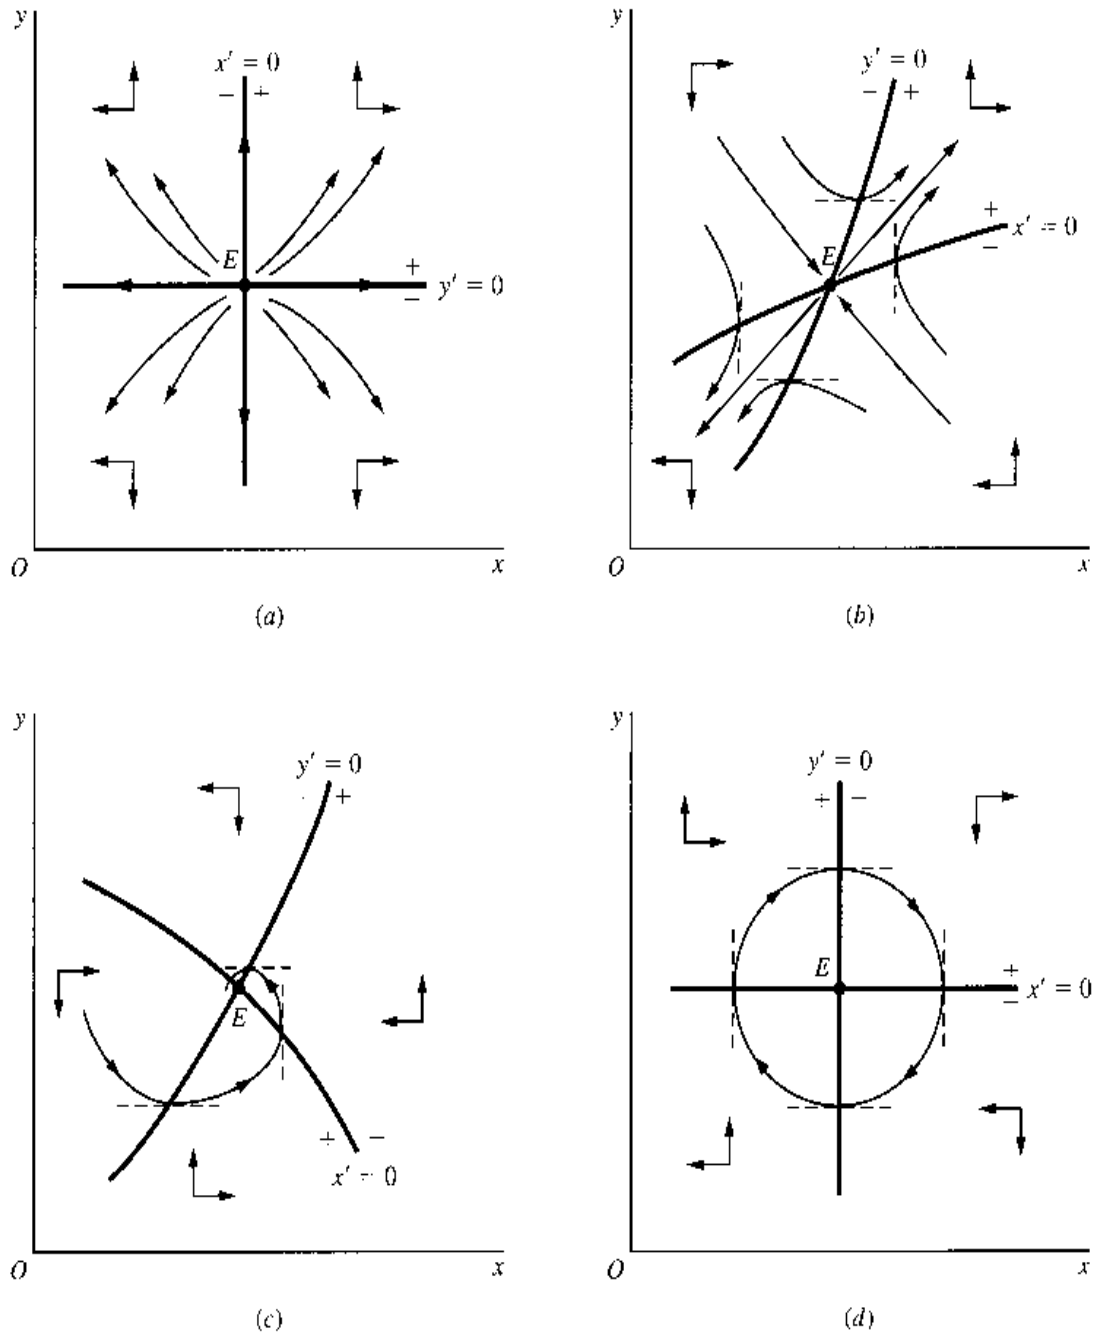 y
x′ = 0
− +
E
+
− y′ = 0
O x
(a)
y
y′ = 0
− +
+
− x′ = 0
E
O x
(b)
y
y′ = 0
+
E
+ −
x′ = 0
O x
(c)
y
y′ = 0
+ −
E
+
− x′ = 0
O x
(d)